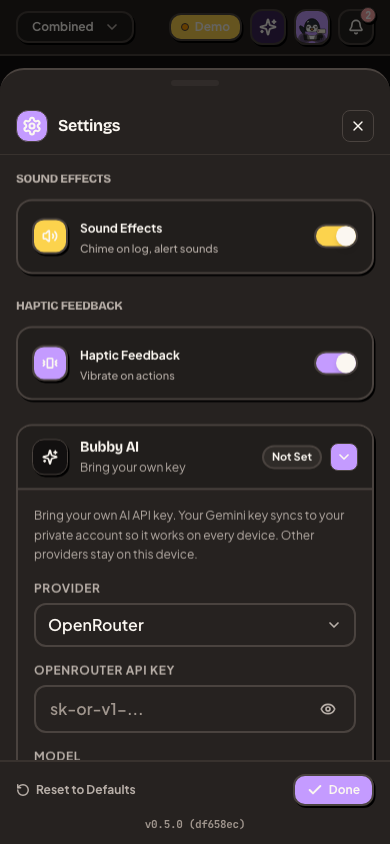 Combined
Demo
2
Settings
SOUND EFFECTS
Sound Effects
Chime on log, alert sounds
HAPTIC FEEDBACK
Haptic Feedback
Vibrate on actions
Bubby AI
Bring your own key
Not Set
Bring your own AI API key. Your Gemini key syncs to your
private account so it works on every device. Other
providers stay on this device.
PROVIDER
OpenRouter
OPENROUTER API KEY
sk-or-v1-...
MODEL
Reset to Defaults
Done
v0.5.0 (df658ec)